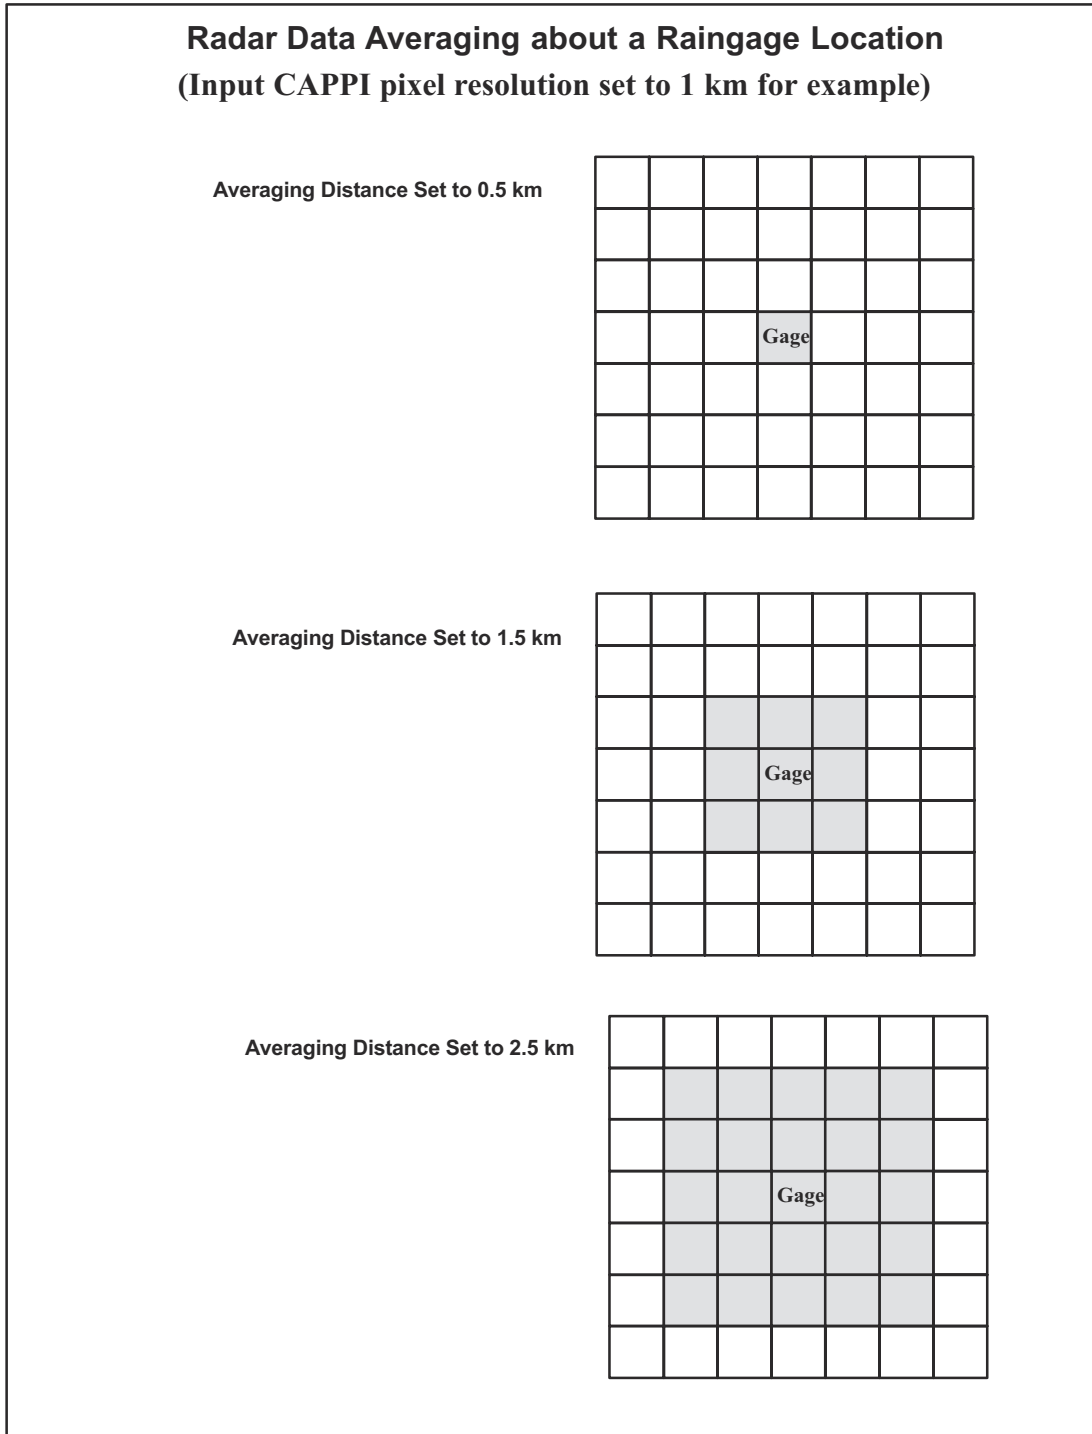 Radar Data Averaging about a Raingage Location
(Input CAPPI pixel resolution set to 1 km for example)
Averaging Distance Set to 0.5 km
Gage
Averaging Distance Set to 1.5 km
Gage
Averaging Distance Set to 2.5 km
Gage